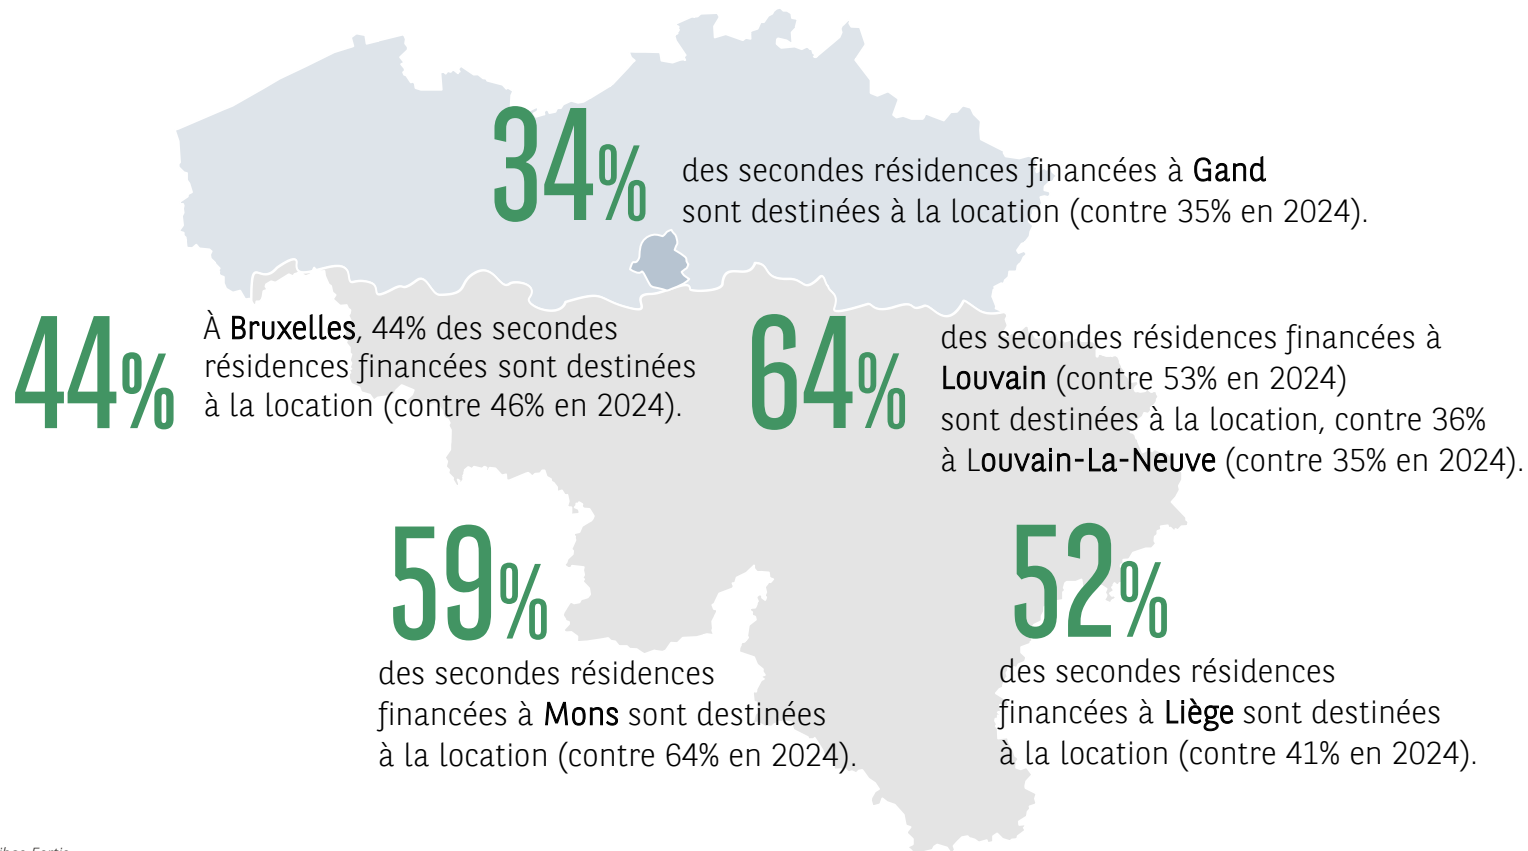 34%
des secondes résidences financées à Gand
sont destinées à la location (contre 35% en 2024).
44%
À Bruxelles, 44% des secondes
résidences financées sont destinées
à la location (contre 46% en 2024).
64%
des secondes résidences financées à
Louvain (contre 53% en 2024)
sont destinées à la location, contre 36%
à Louvain-La-Neuve (contre 35% en 2024).
59%
des secondes résidences
financées à Mons sont destinées
à la location (contre 64% en 2024).
52%
des secondes résidences
financées à Liège sont destinées
à la location (contre 41% en 2024).